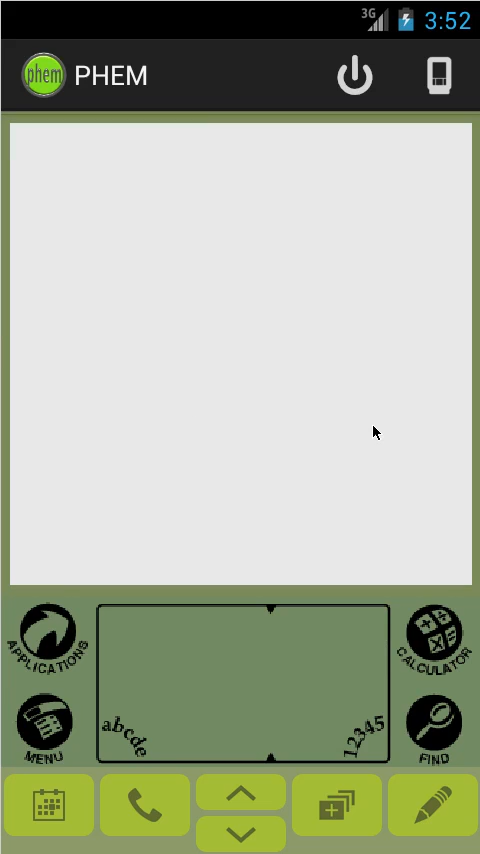 3G 3:52
phem PHEM
APPLICATIONS
CALCULATOR
abcde 12345
MENU
FIND